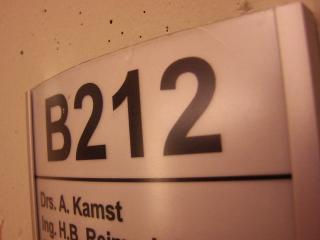 B212
Drs. A. Kamst
Ing. H.B.